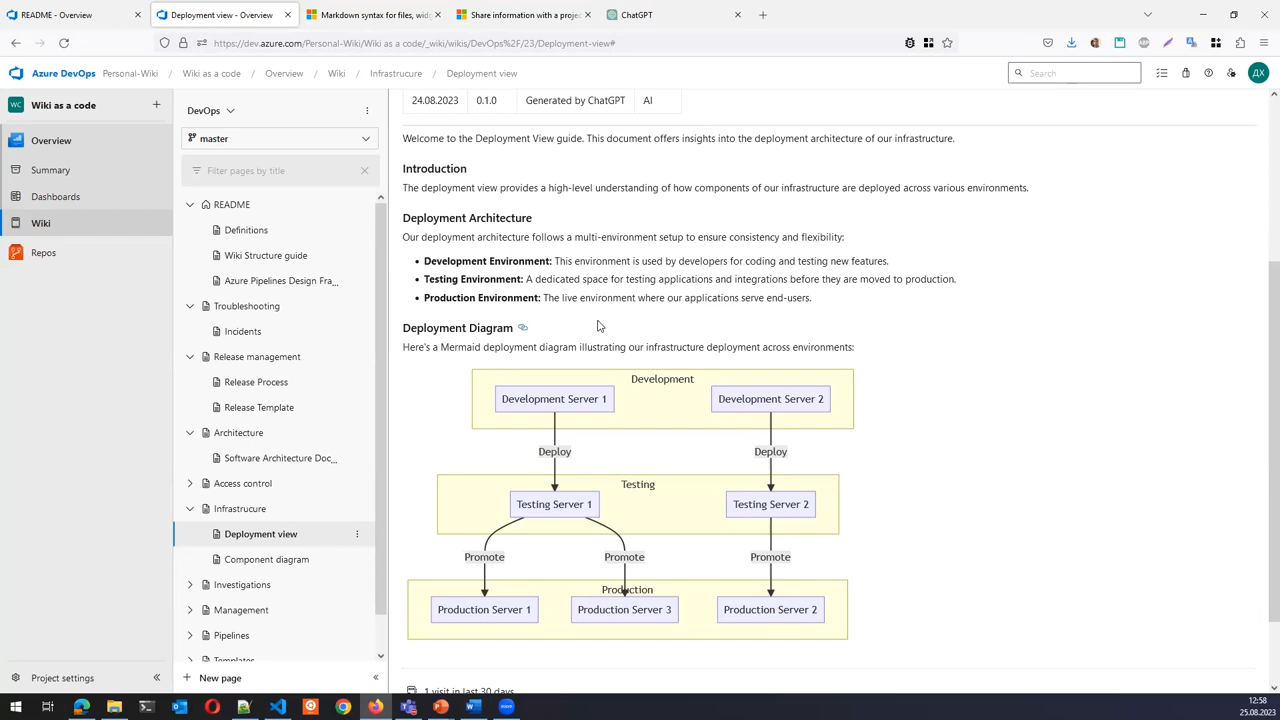 README - Overview
Deployment view - Overview
Markdown syntax for files, widg
Share information with a proje
ChatGPT
https://dev.azure.com/Personal-Wiki/Wiki as a code/_wiki/wikis/DevOps%2F/23/Deployment-view#
Azure DevOps Personal-Wiki / Wiki as a code / Overview / Wiki / Infrastrucure / Deployment view
Search
ДХ
WC Wiki as a code
Overview
Summary
Dashboards
Wiki
Repos
Project settings
DevOps
master
Filter pages by title
README
Definitions
Wiki Structure guide
Azure Pipelines Design Fra...
Troubleshooting
Incidents
Release management
Release Process
Release Template
Architecture
Software Architecture Doc...
Access control
Infrastrucure
Deployment view
Component diagram
Investigations
Management
Pipelines
Templates
New page
24.08.2023 0.1.0 Generated by ChatGPT AI
Welcome to the Deployment View guide. This document offers insights into the deployment architecture of our infrastructure.
Introduction
The deployment view provides a high-level understanding of how components of our infrastructure are deployed across various environments.
Deployment Architecture
Our deployment architecture follows a multi-environment setup to ensure consistency and flexibility:
• Development Environment: This environment is used by developers for coding and testing new features.
• Testing Environment: A dedicated space for testing applications and integrations before they are moved to production.
• Production Environment: The live environment where our applications serve end-users.
Deployment Diagram
Here's a Mermaid deployment diagram illustrating our infrastructure deployment across environments:
Development
Development Server 1 Development Server 2
Deploy Deploy
Testing
Testing Server 1 Testing Server 2
Promote Promote Promote
Production
Production Server 1 Production Server 3 Production Server 2
1 visit in last 30 days
12:58
25.08.2023